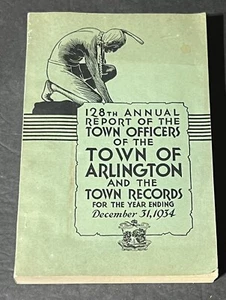 128TH ANNUAL
REPORT OF THE
TOWN OFFICERS
OF THE
TOWN OF
ARLINGTON
AND THE
TOWN RECORDS
FOR THE YEAR ENDING
December 31, 1934